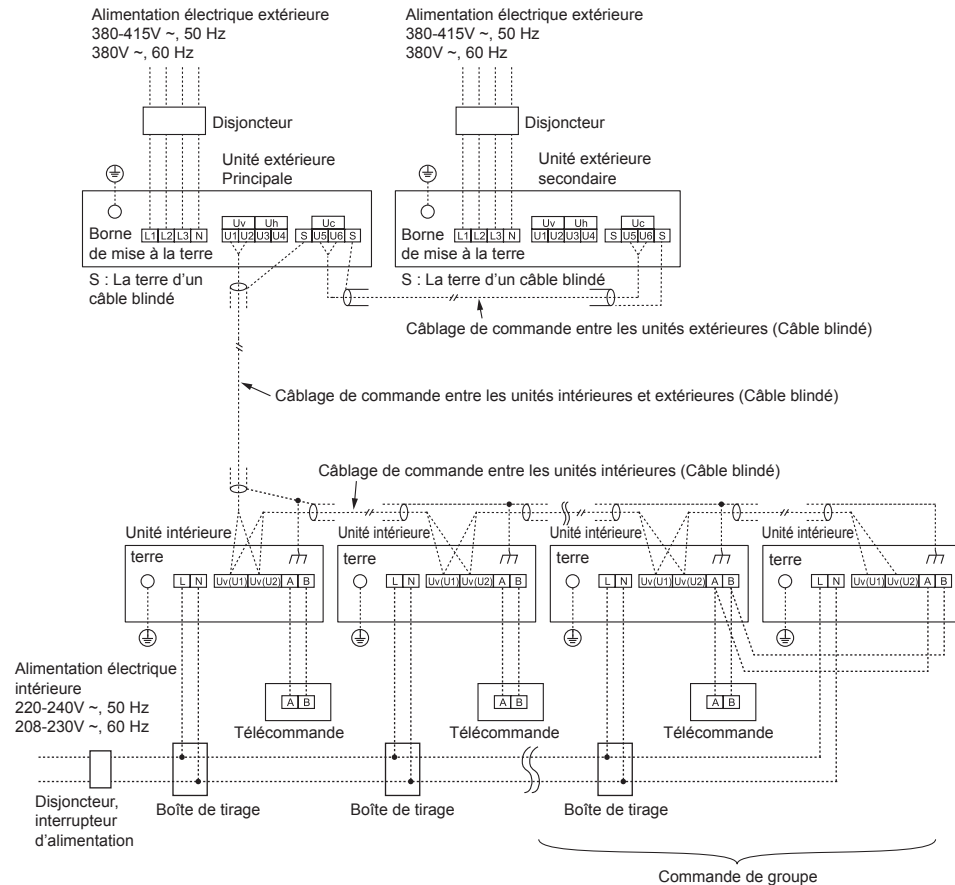 Alimentation électrique extérieure
380-415V ~, 50 Hz
380V ~, 60 Hz
Alimentation électrique extérieure
380-415V ~, 50 Hz
380V ~, 60 Hz
Disjoncteur
Disjoncteur
Unité extérieure
Principale
Unité extérieure
secondaire
Borne
de mise à la terre
L1 L2 L3 N
Uv Uh
U1 U2 U3 U4
Uc
S U5 U6 S
Borne
de mise à la terre
L1 L2 L3 N
Uv Uh
U1 U2 U3 U4
Uc
S U5 U6 S
S : La terre d'un
câble blindé
S : La terre d'un câble blindé
Câblage de commande entre les unités extérieures (Câble blindé)
Câblage de commande entre les unités intérieures et extérieures (Câble blindé)
Câblage de commande entre les unités intérieures (Câble blindé)
Unité intérieure
Unité intérieure
Unité intérieure
Unité intérieure
terre
L N Uv(U1) Uv(U2) A B
terre
L N Uv(U1) Uv(U2) A B
terre
L N Uv(U1) Uv(U2) A B
terre
L N Uv(U1) Uv(U2) A B
Alimentation électrique
intérieure
220-240V ~, 50 Hz
208-230V ~, 60 Hz
A B
Télécommande
A B
Télécommande
A B
Télécommande
Disjoncteur,
interrupteur
d'alimentation
Boîte de tirage
Boîte de tirage
Boîte de tirage
Commande de groupe